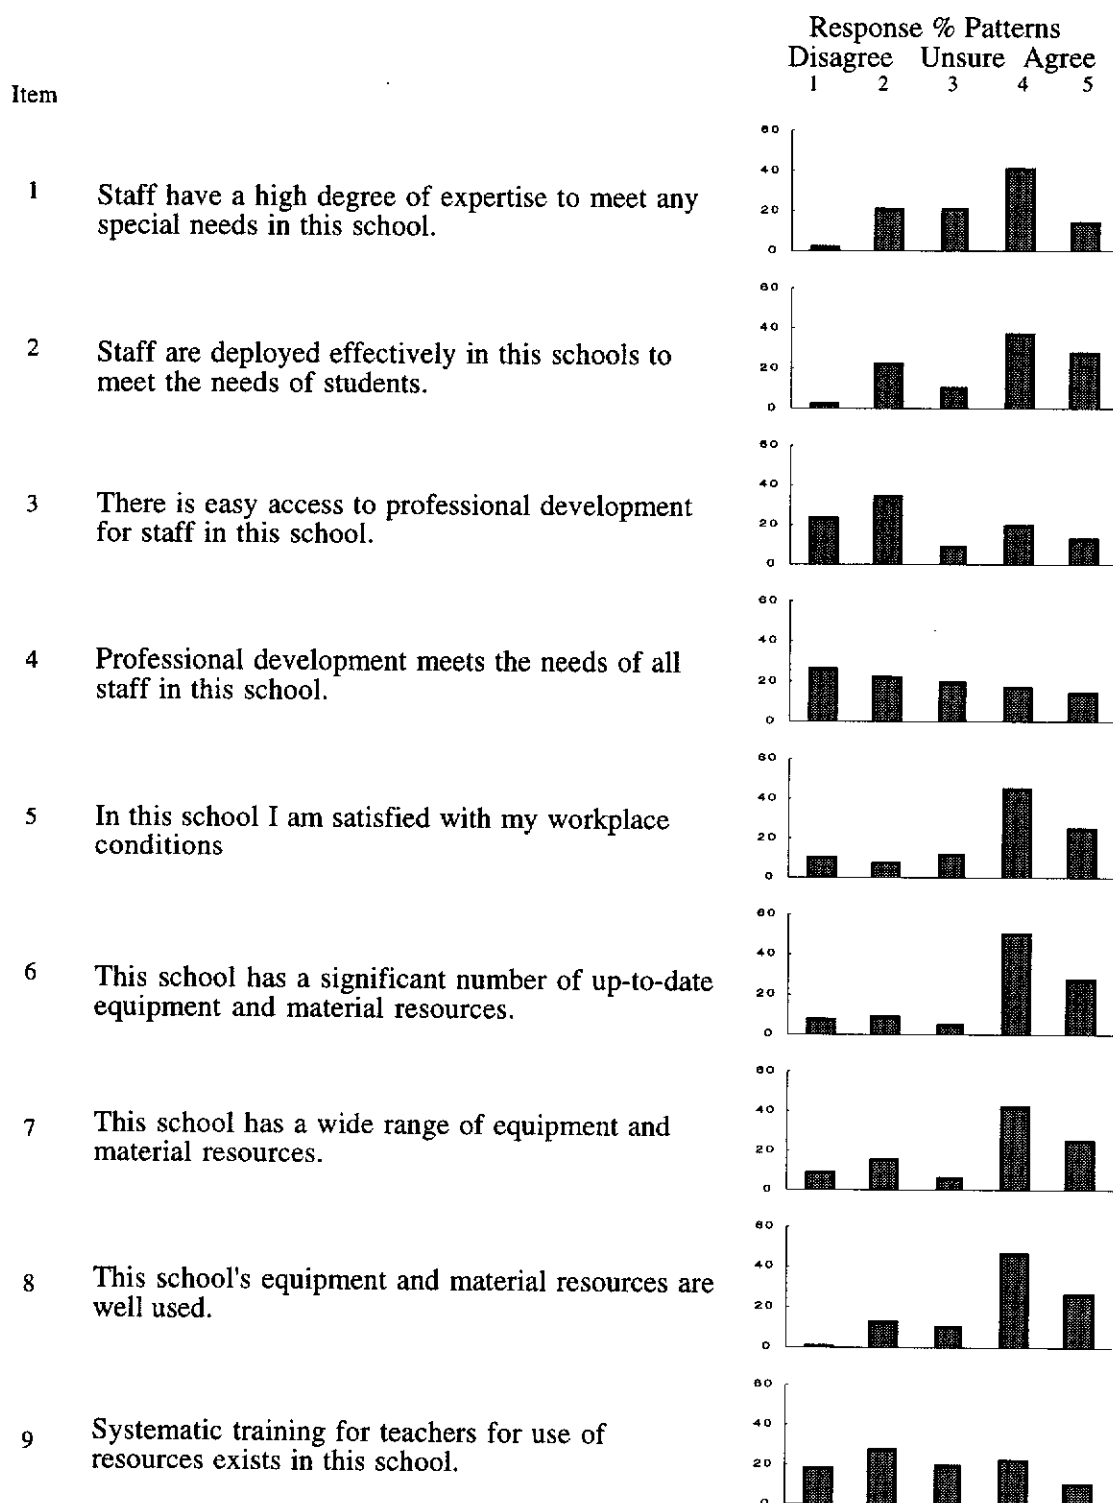 Response % Patterns
Disagree Unsure Agree
Item 1 2 3 4 5
60
40
20
0
1 Staff have a high degree of expertise to meet any
special needs in this school.
60
40
20
0
2 Staff are deployed effectively in this schools to
meet the needs of students.
60
40
20
0
3 There is easy access to professional development
for staff in this school.
60
40
20
0
4 Professional development meets the needs of all
staff in this school.
60
40
20
0
5 In this school I am satisfied with my workplace
conditions
60
40
20
0
6 This school has a significant number of up-to-date
equipment and material resources.
60
40
20
0
7 This school has a wide range of equipment and
material resources.
60
40
20
0
8 This school's equipment and material resources are
well used.
60
40
20
0
9 Systematic training for teachers for use of
resources exists in this school.
60
40
20
0